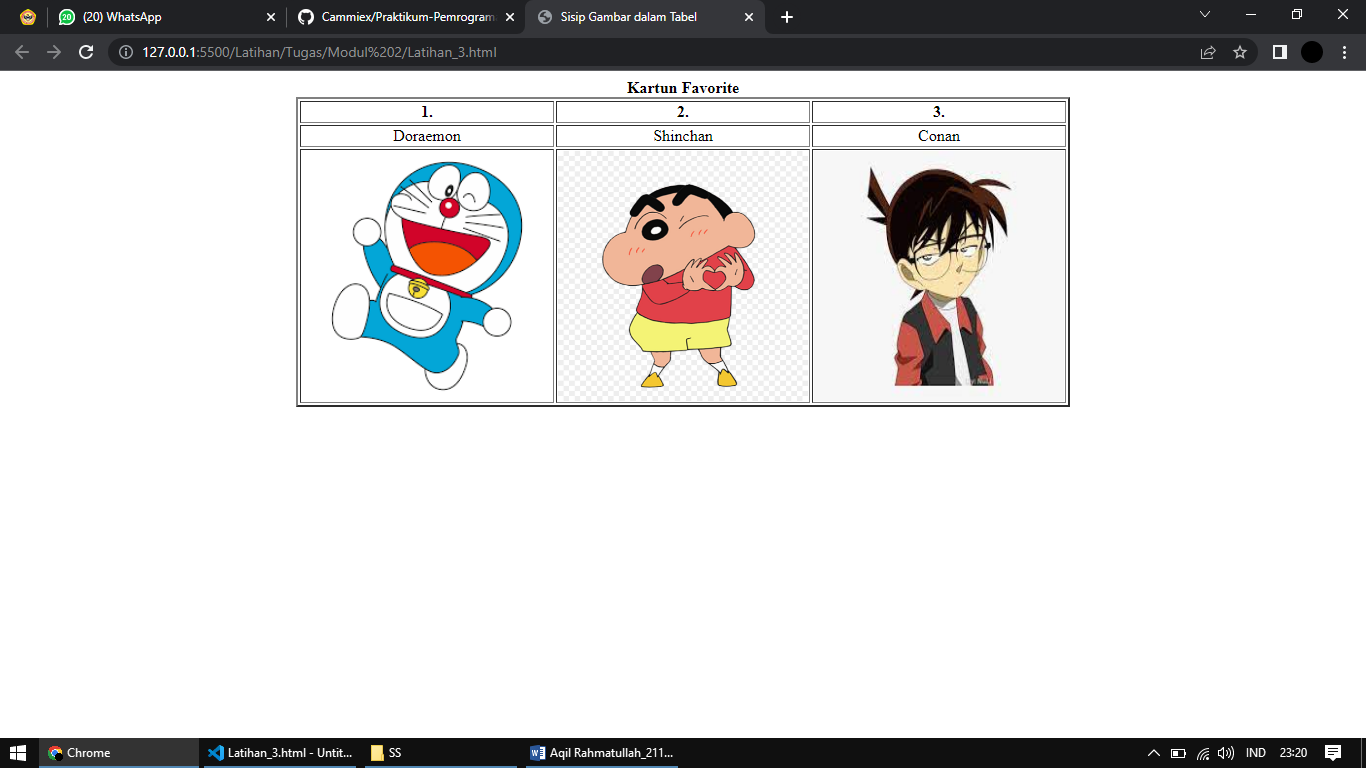 20
(20) WhatsApp
Cammiex/Praktikum-Pemrogram
Sisip Gambar dalam Tabel
127.0.0.1:5500/Latihan/Tugas/Modul%202/Latihan_3.html
Kartun Favorite
1. 2. 3.
Doraemon Shinchan Conan
Chrome
Latihan_3.html - Untit...
SS
Aqil Rahmatullah_211...
IND
23:20